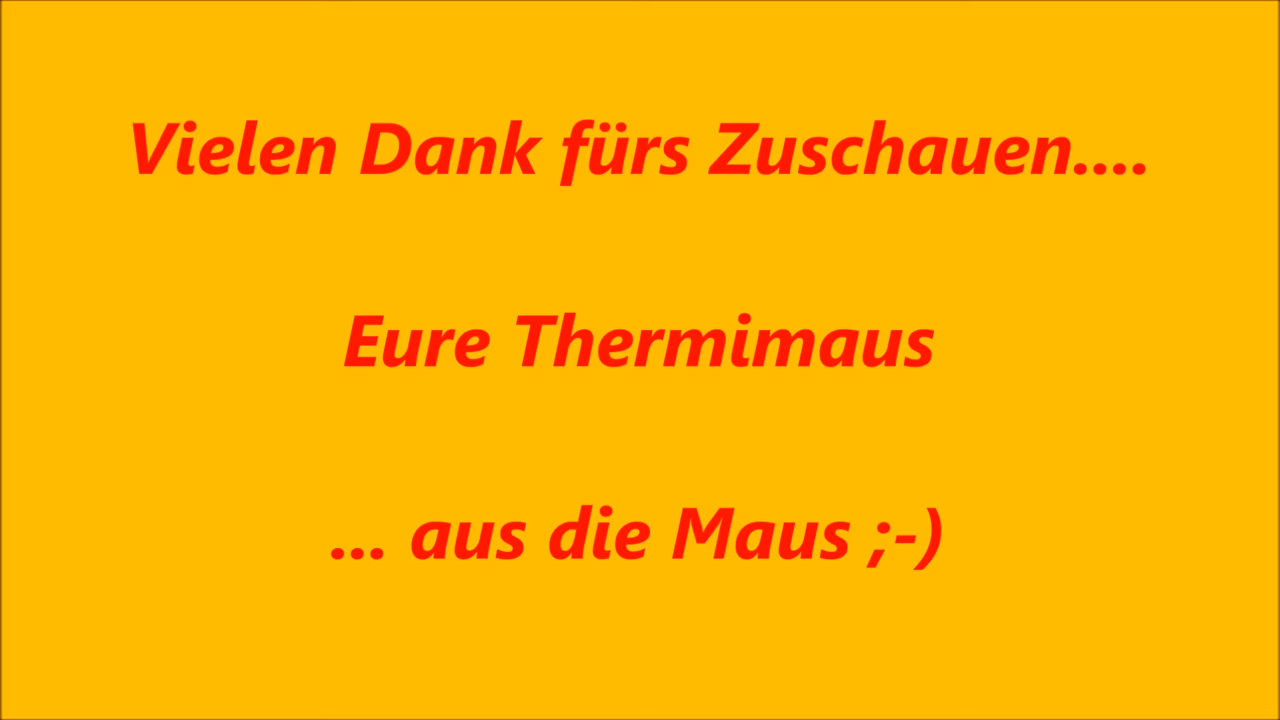 Vielen Dank fürs Zuschauen....
Eure Thermimaus
... aus die Maus ;-)